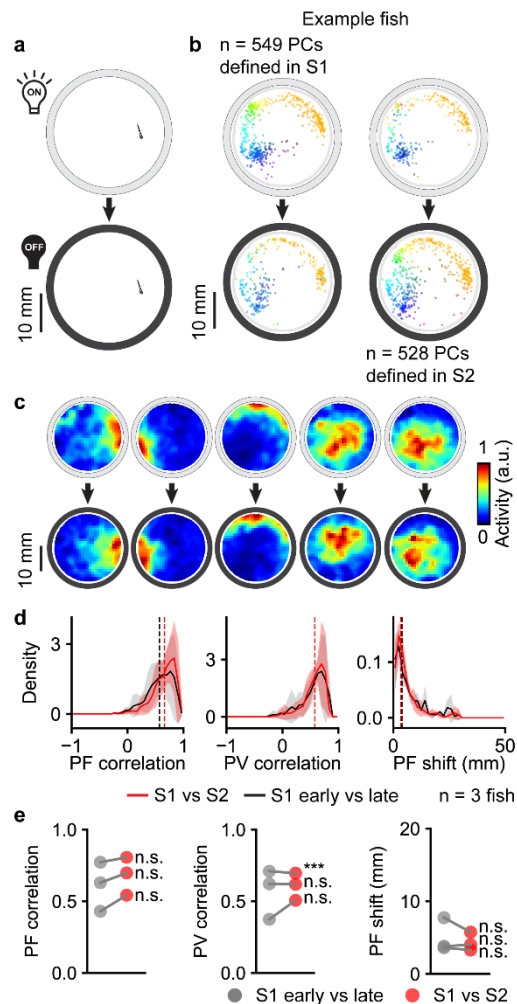 Example fish
a
b
n = 549 PCs
defined in S1
ON
OFF
10 mm
10 mm
n = 528 PCs
defined in S2
c
1
0
Activity (a.u.)
10 mm
d
Density
3
0
2
0
0.1
0.0
−1 0 1
−1 0 1
0 50
PF correlation
PV correlation
PF shift (mm)
S1 vs S2
S1 early vs late
n = 3 fish
e
PF correlation
1.0
0.5
0.0
n.s.
n.s.
n.s.
PV correlation
1.0
0.5
0.0
***
n.s.
n.s.
PF shift (mm)
20
10
0
n.s.
n.s.
n.s.
S1 early vs late
S1 vs S2